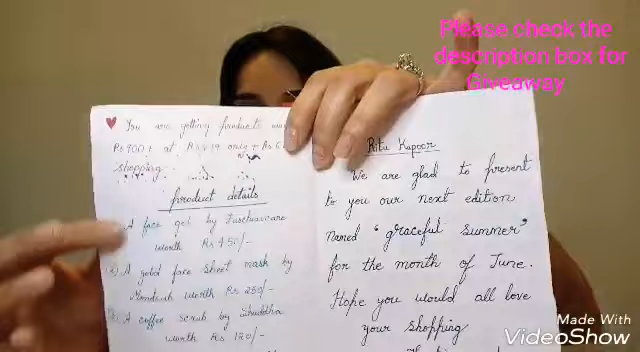 Please check the
description box for
Giveaway
You are getting products
Rs 900+ at Rs only + Rs
shopping
product details
A face gel by
worth Rs 450/-
2) A gold face sheet mask by
worth Rs 250/-
A coffee scrub by Shuddha
worth Rs 120/-
Ritu Kapoor
We are glad to present
to you our next edition
named "graceful summer"
for the month of June.
Hope you would all love
your shopping
Made With
VideoShow